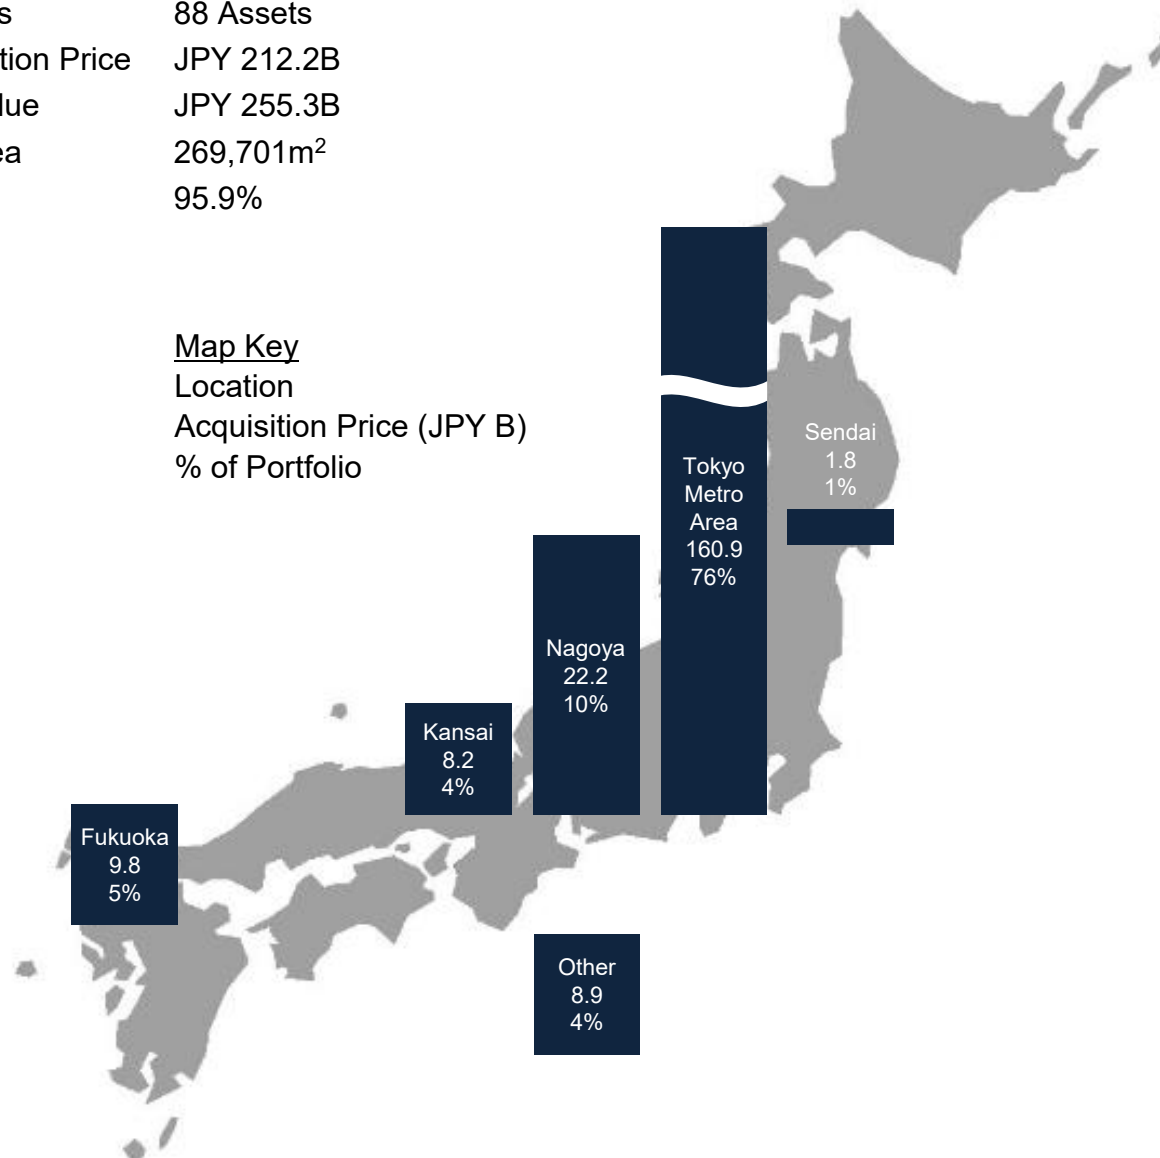 s 88 Assets
tion Price JPY 212.2B
lue JPY 255.3B
ea 269,701m²
95.9%
Map Key
Location
Acquisition Price (JPY B)
% of Portfolio
Sendai
1.8
1%
Tokyo
Metro
Area
160.9
76%
Nagoya
22.2
10%
Kansai
8.2
4%
Fukuoka
9.8
5%
Other
8.9
4%